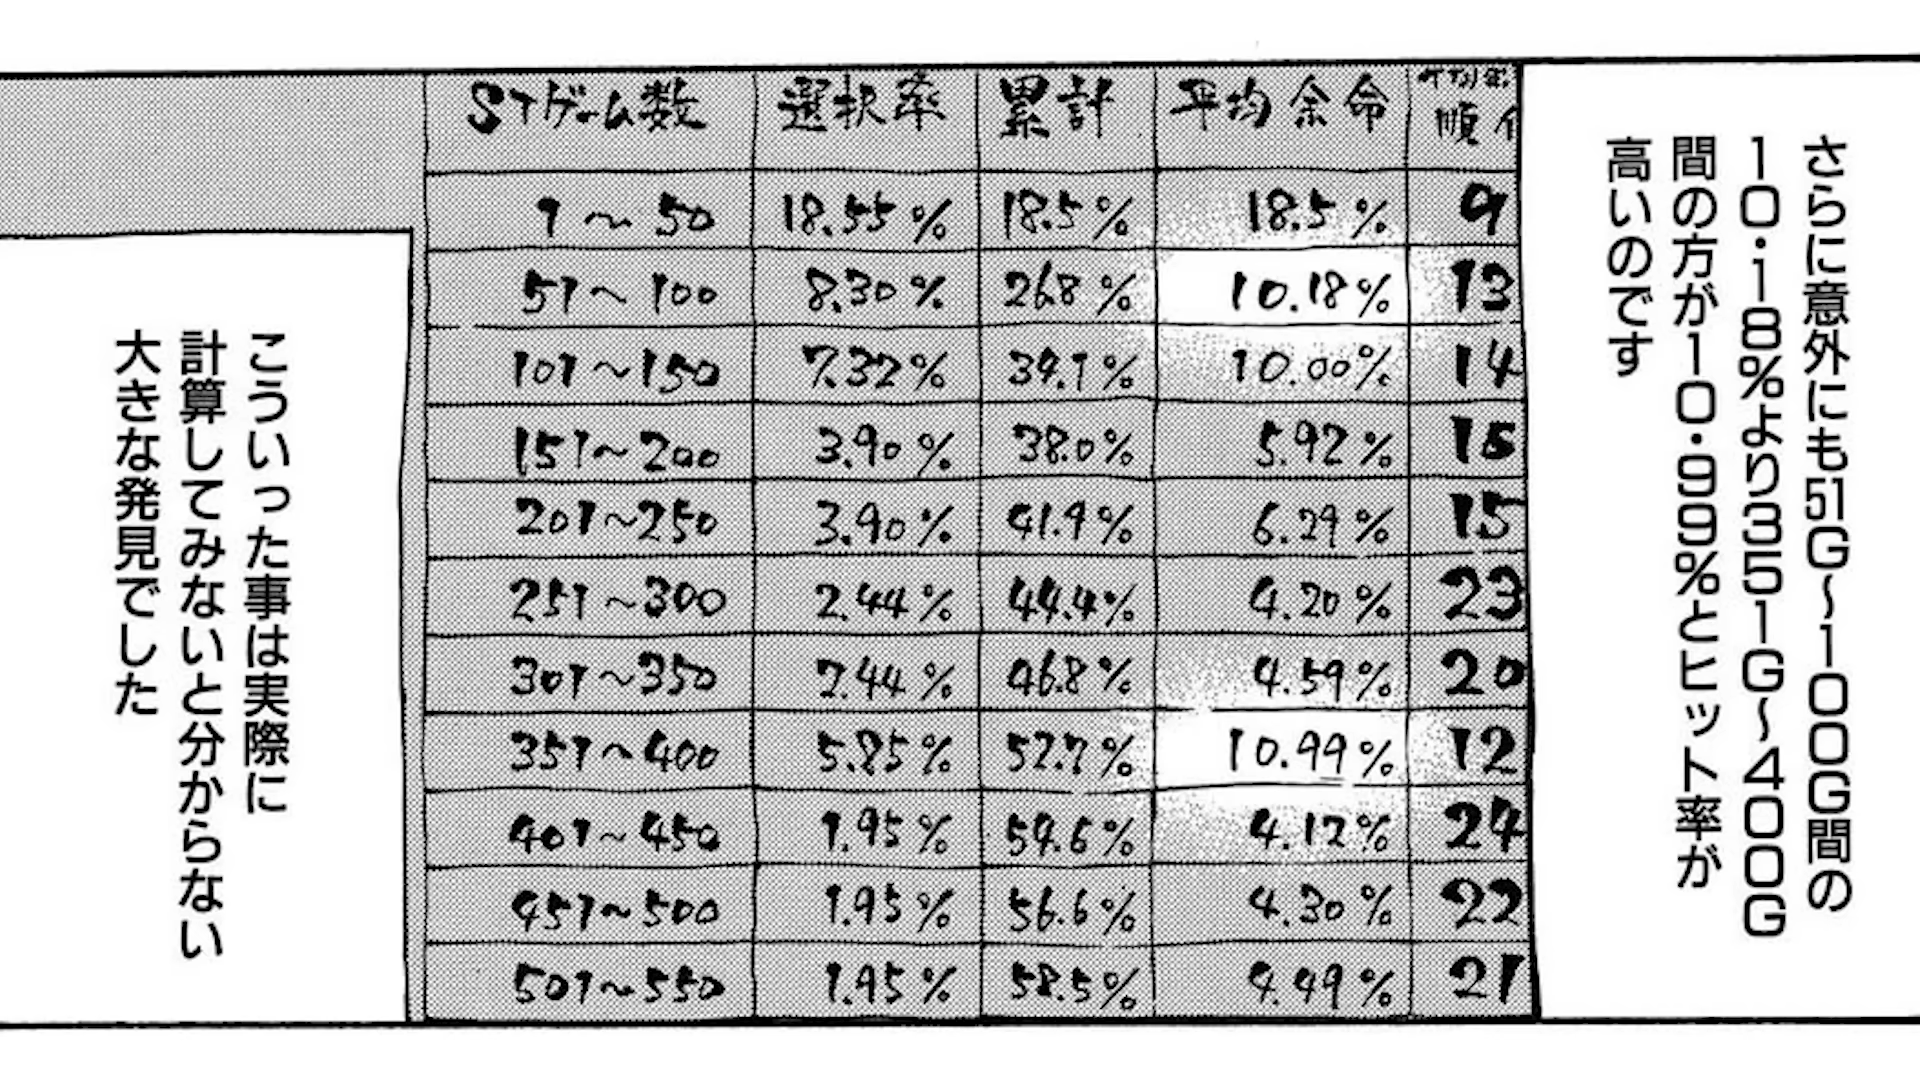 さらに意外にも51G〜100G間の
10・18%より351G〜400G
間の方が10・99%とヒット率が
高いのです
STゲーム数 選択率 累計 平均余命
1〜50 18.55% 18.5% 18.5% 9
51〜100 8.30% 26.8% 10.18% 13
101〜150 7.32% 34.1% 10.00% 14
151〜200 3.90% 38.0% 5.92% 15
201〜250 3.90% 41.9% 6.29% 15
251〜300 2.44% 44.4% 4.20% 23
301〜350 2.44% 46.8% 4.59% 20
351〜400 5.85% 52.7% 10.99% 12
401〜450 1.95% 54.6% 4.12% 24
451〜500 1.95% 56.6% 4.30% 22
501〜550 1.95% 58.5% 4.49% 21
こういった事は実際に
計算してみないと分からない
大きな発見でした